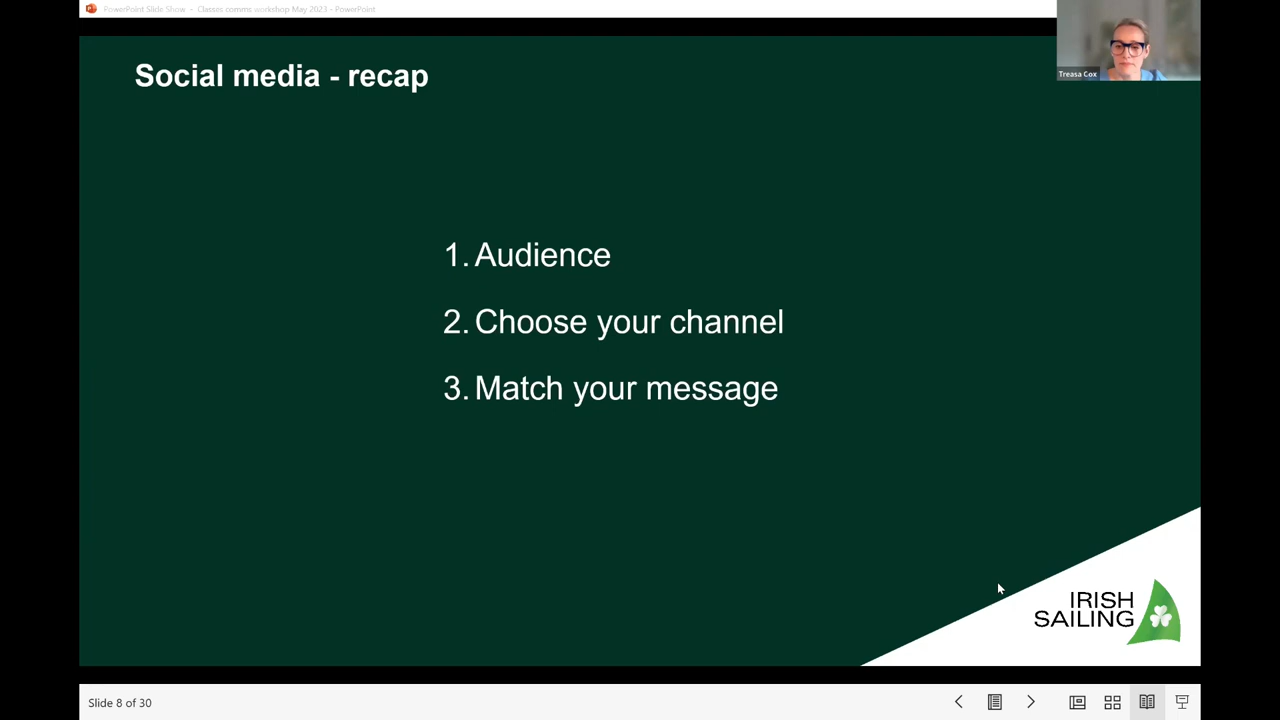 PowerPoint Slide Show - Classes comms workshop May 2023 - PowerPoint
Treasa Cox
Social media - recap
1. Audience
2. Choose your channel
3. Match your message
IRISH
SAILING
Slide 8 of 30